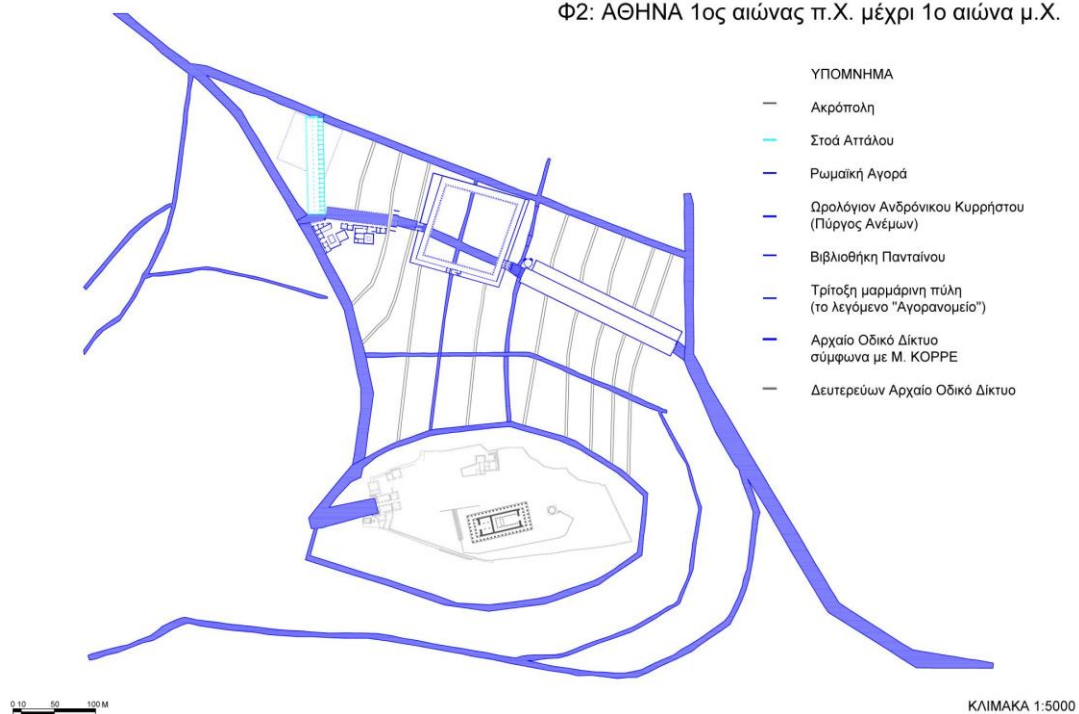 Φ2: ΑΘΗΝΑ 1ος αιώνας π.Χ. μέχρι 1ο αιώνα μ.Χ.
ΥΠΟΜΝΗΜΑ
Ακρόπολη
Στοά Αττάλου
Ρωμαϊκή Αγορά
Ωρολόγιον Ανδρόνικου Κυρρήστου
(Πύργος Ανέμων)
Βιβλιοθήκη Πανταίνου
Τρίτοξη μαρμάρινη πύλη
(το λεγόμενο "Αγορανομείο")
Αρχαίο Οδικό Δίκτυο
σύμφωνα με Μ. ΚΟΡΡΕ
Δευτερεύων Αρχαίο Οδικό Δίκτυο
0 10 50 100 Μ
ΚΛΙΜΑΚΑ 1:5000